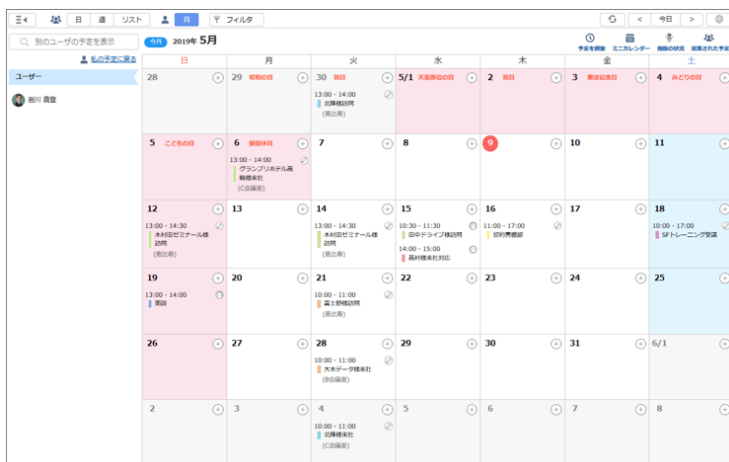 日 週 リスト 月 フィルタ
< 今日 >
別のユーザの予定を表示
私の予定に戻る
ユーザー
岩川 貴登
今月 2019年 5月
予定を調整 ミニカレンダー 施設の状況
日 月 火 水 木 金 土
28 29 昭和の日 30 祝日 5/1 天皇即位の日 2 祝日 3 憲法記念日 4 みどりの日
13:00 - 14:00
北陣様訪問
(恵比寿)
5 こどもの日 6 振替休日 7 8 9 10 11
13:00 - 14:00
グランプリホテル高
輪様来社
(C会議室)
12 13 14 15 16 17 18
13:00 - 14:30
木村田ゼミナール様
訪問
(恵比寿)
13:00 - 14:30
木村田ゼミナール様
訪問
(恵比寿)
10:30 - 11:30
田中ドライブ様訪問
14:00 - 15:00
高村様来社対応
11:00 - 17:00
契約書棚卸
10:00 - 17:00
SFトレーニング受講
19 20 21 22 23 24 25
13:00 - 14:00
面談
10:00 - 11:00
富士野様訪問
(恵比寿)
26 27 28 29 30 31 6/1
10:00 - 11:00
大木データ様来社
(B会議室)
2 3 4 5 6 7 8
10:00 - 11:00
北陣様来社
(C会議室)